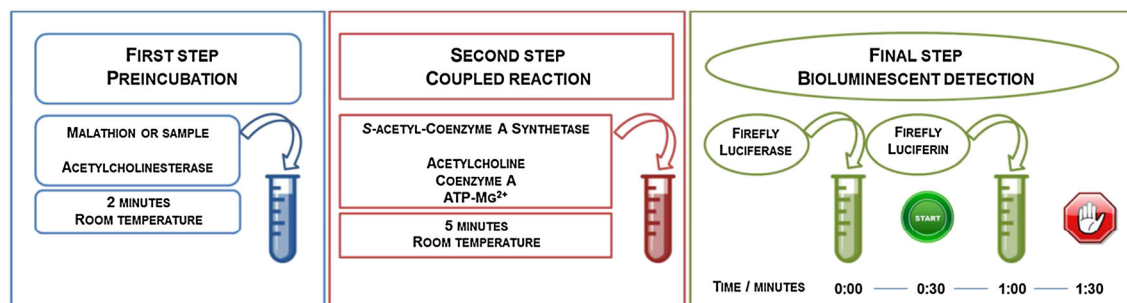 FIRST STEP
PREINCUBATION
MALATHION OR SAMPLE
ACETYLCHOLINESTERASE
2 MINUTES
ROOM TEMPERATURE
SECOND STEP
COUPLED REACTION
S-ACETYL-COENZYME A SYNTHETASE
ACETYLCHOLINE
COENZYME A
ATP-MG²⁺
5 MINUTES
ROOM TEMPERATURE
FINAL STEP
BIOLUMINESCENT DETECTION
FIREFLY
LUCIFERASE
FIREFLY
LUCIFERIN
START
TIME / MINUTES 0:00 0:30 1:00 1:30